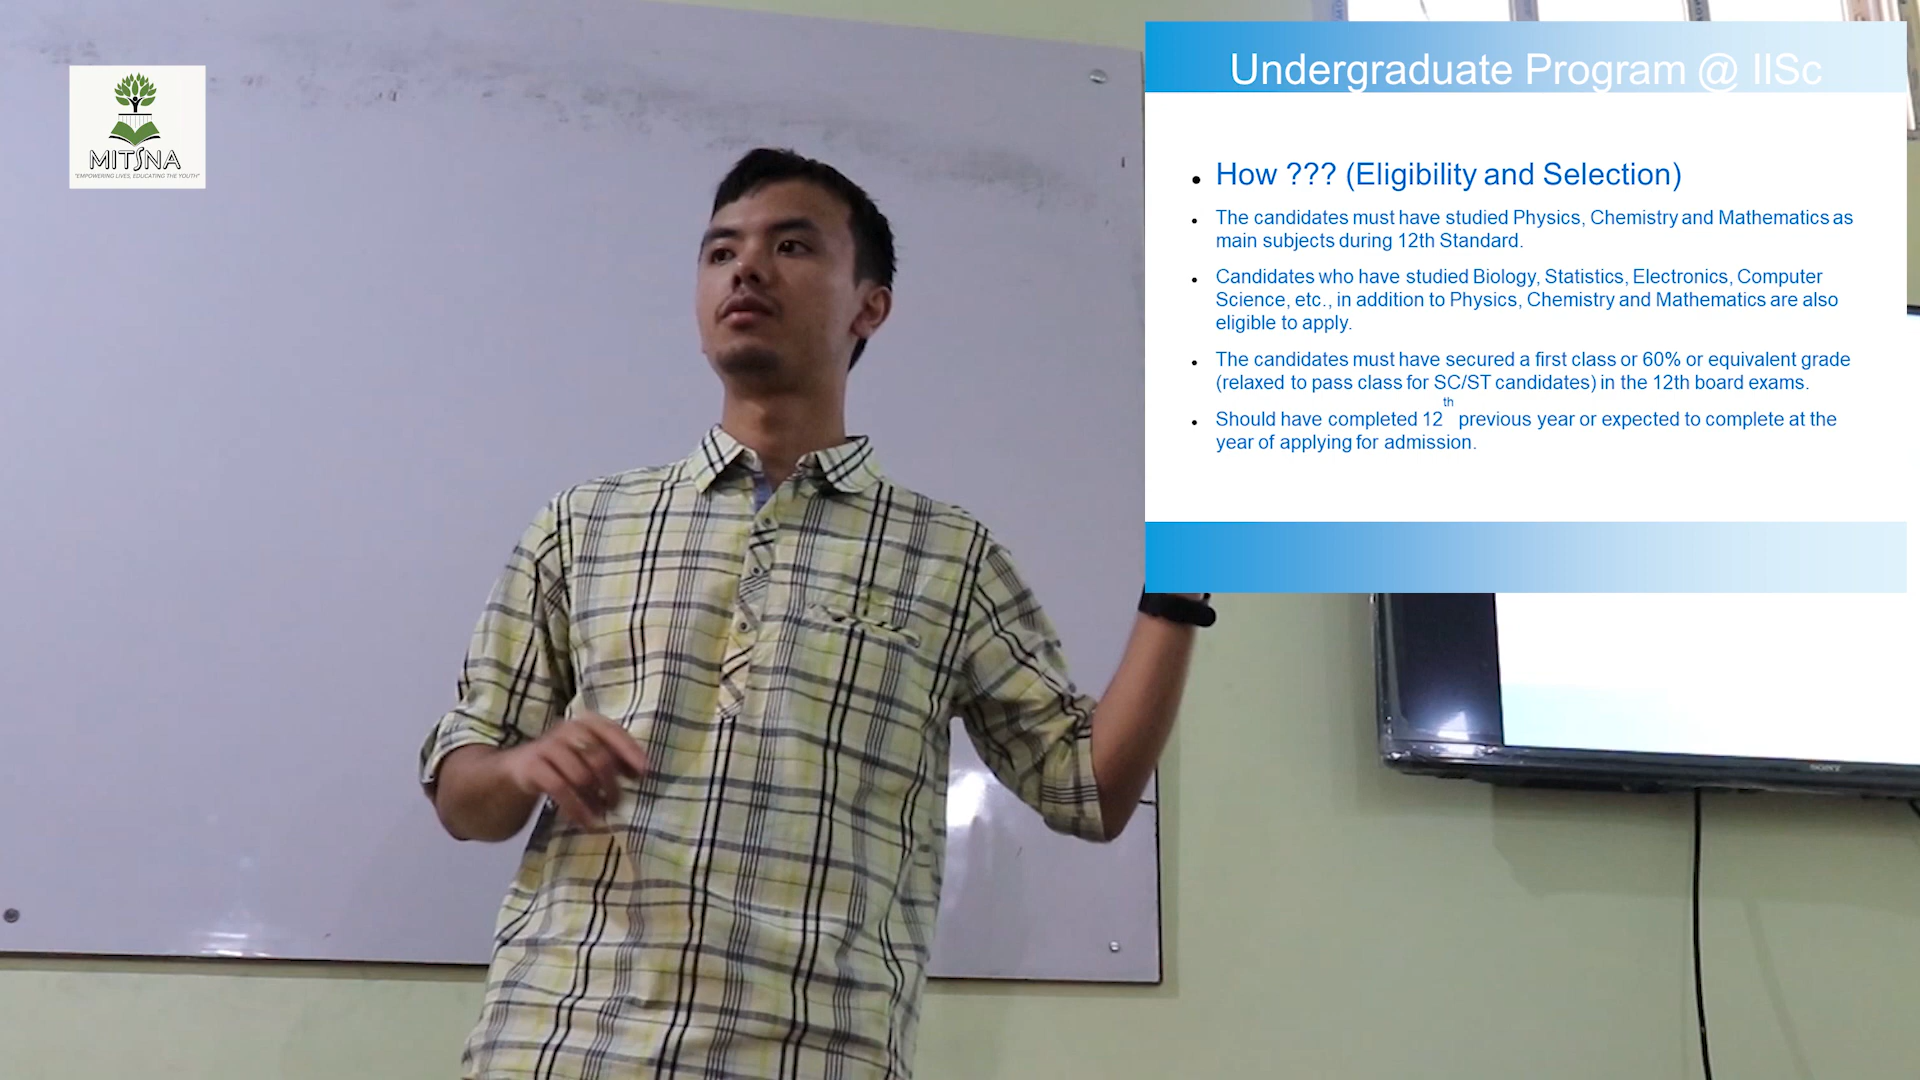 MITSNA
"EMPOWERING LIVES, EDUCATING THE YOUTH"
Undergraduate Program @ IISc
How ??? (Eligibility and Selection)
The candidates must have studied Physics, Chemistry and Mathematics as
main subjects during 12th Standard.
Candidates who have studied Biology, Statistics, Electronics, Computer
Science, etc., in addition to Physics, Chemistry and Mathematics are also
eligible to apply.
The candidates must have secured a first class or 60% or equivalent grade
(relaxed to pass class for SC/ST candidates) in the 12th board exams.
Should have completed 12th previous year or expected to complete at the
year of applying for admission.
SONY